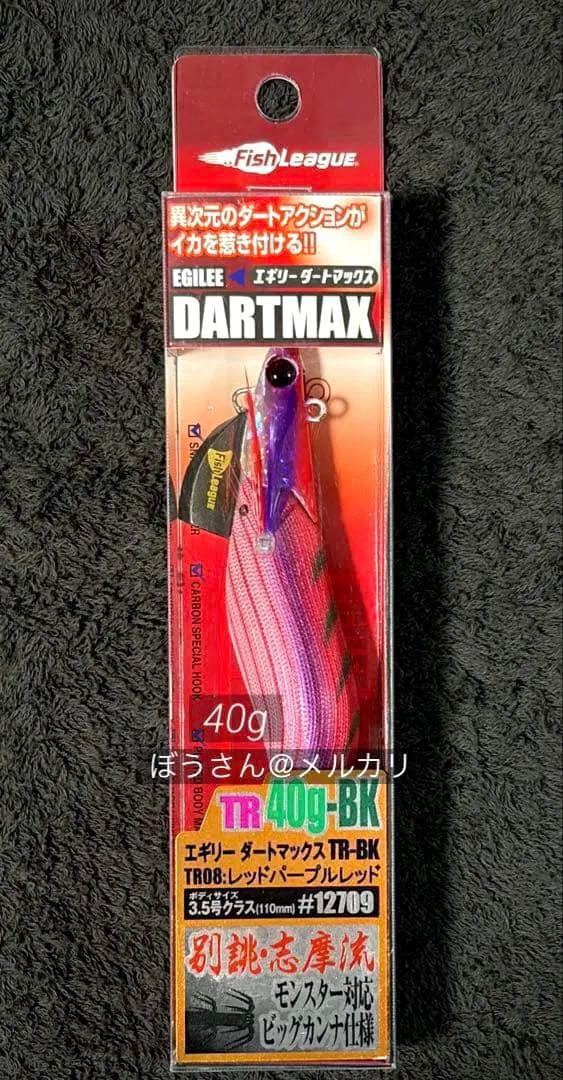 FishLeague
異次元のダートアクションが
イカを惹き付ける!!
EGiLEE エギリー ダートマックス
DARTMAX
FishLeague
CARBON SPECIAL HOOK
40g
ぼうさん@メルカリ
TR 40g-BK
エギリー ダートマックス TR-BK
TR08:レッドパープルレッド
ボディサイズ
3.5号クラス(110mm) #12709
別誂・志摩流
モンスター対応
ビッグカンナ仕様